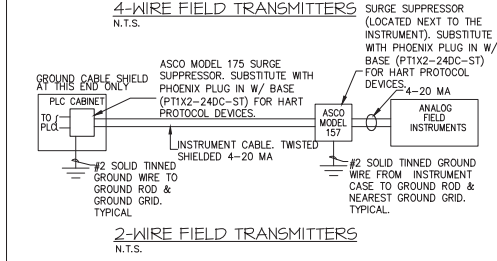 4-WIRE FIELD TRANSMITTERS
N.T.S.
SURGE SUPPRESSOR
(LOCATED NEXT TO THE
INSTRUMENT). SUBSTITUTE
WITH PHOENIX PLUG IN W/
BASE (PT1X2-24DC-ST)
FOR HART PROTOCOL
DEVICES.
ASCO MODEL 175 SURGE
SUPPRESSOR. SUBSTITUTE WITH
PHOENIX PLUG IN W/ BASE
(PT1X2-24DC-ST) FOR HART
PROTOCOL DEVICES.
GROUND CABLE SHIELD
AT THIS END ONLY
PLC CABINET
TO
PLC
4-20 MA
ASCO
MODEL
157
ANALOG
FIELD
INSTRUMENTS
INSTRUMENT CABLE. TWISTED
SHIELDED 4-20 MA
#2 SOLID TINNED
GROUND WIRE TO
GROUND ROD &
GROUND GRID.
TYPICAL
#2 SOLID TINNED GROUND
WIRE FROM INSTRUMENT
CASE TO GROUND ROD &
NEAREST GROUND GRID.
TYPICAL.
2-WIRE FIELD TRANSMITTERS
N.T.S.